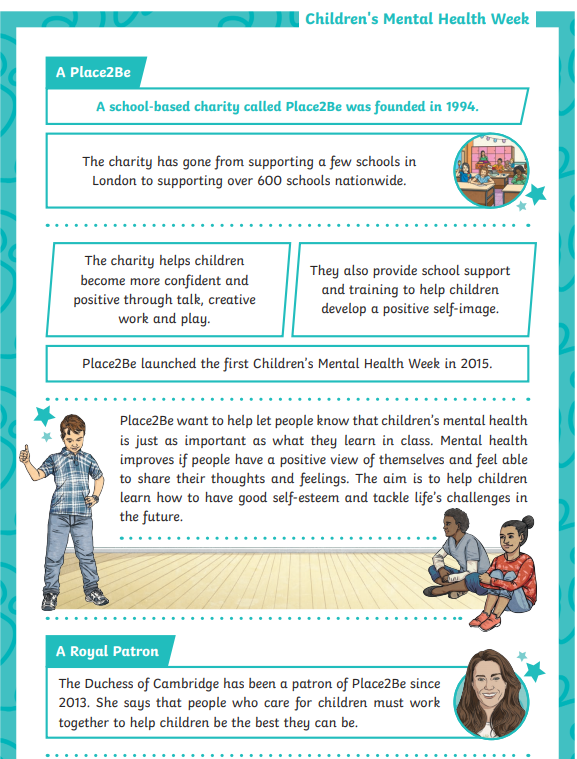 Children's Mental Health Week
A Place2Be
A school-based charity called Place2Be was founded in 1994.
The charity has gone from supporting a few schools in
London to supporting over 600 schools nationwide.
The charity helps children
become more confident and
positive through talk, creative
work and play.
They also provide school support
and training to help children
develop a positive self-image.
Place2Be launched the first Children's Mental Health Week in 2015.
Place2Be want to help let people know that children's mental health
is just as important as what they learn in class. Mental health
improves if people have a positive view of themselves and feel able
to share their thoughts and feelings. The aim is to help children
learn how to have good self-esteem and tackle life's challenges in
the future.
A Royal Patron
The Duchess of Cambridge has been a patron of Place2Be since
2013. She says that people who care for children must work
together to help children be the best they can be.